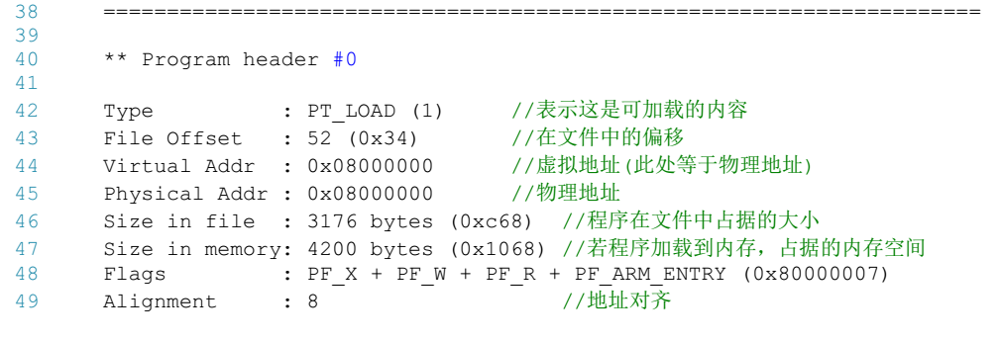 38 ======================================================================
39
40 ** Program header #0
41
42 Type : PT_LOAD (1) //表示这是可加载的内容
43 File Offset : 52 (0x34) //在文件中的偏移
44 Virtual Addr : 0x08000000 //虚拟地址(此处等于物理地址)
45 Physical Addr : 0x08000000 //物理地址
46 Size in file : 3176 bytes (0xc68) //程序在文件中占据的大小
47 Size in memory: 4200 bytes (0x1068) //若程序加载到内存，占据的内存空间
48 Flags : PF_X + PF_W + PF_R + PF_ARM_ENTRY (0x80000007)
49 Alignment : 8 //地址对齐